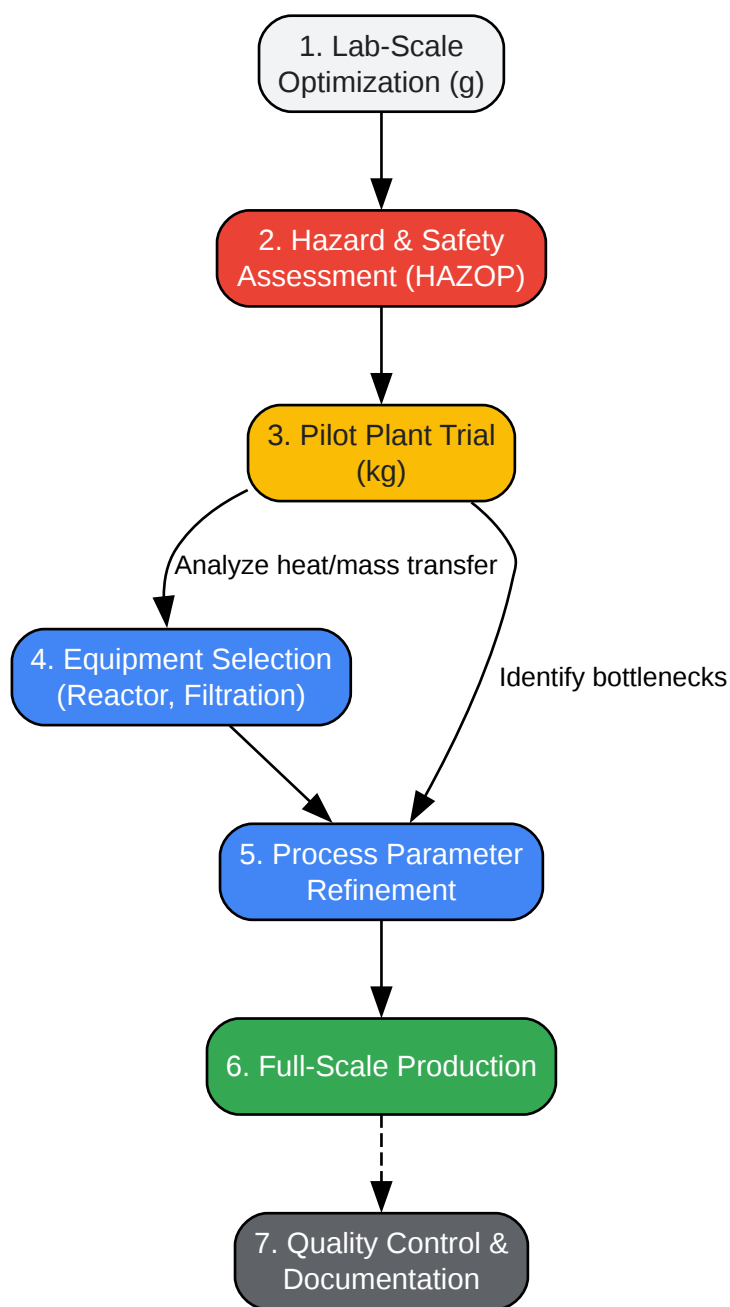 1. Lab-Scale
Optimization (g)
2. Hazard & Safety
Assessment (HAZOP)
3. Pilot Plant Trial
(kg)
Analyze heat/mass transfer
4. Equipment Selection
(Reactor, Filtration)
Identify bottlenecks
5. Process Parameter
Refinement
6. Full-Scale Production
7. Quality Control &
Documentation